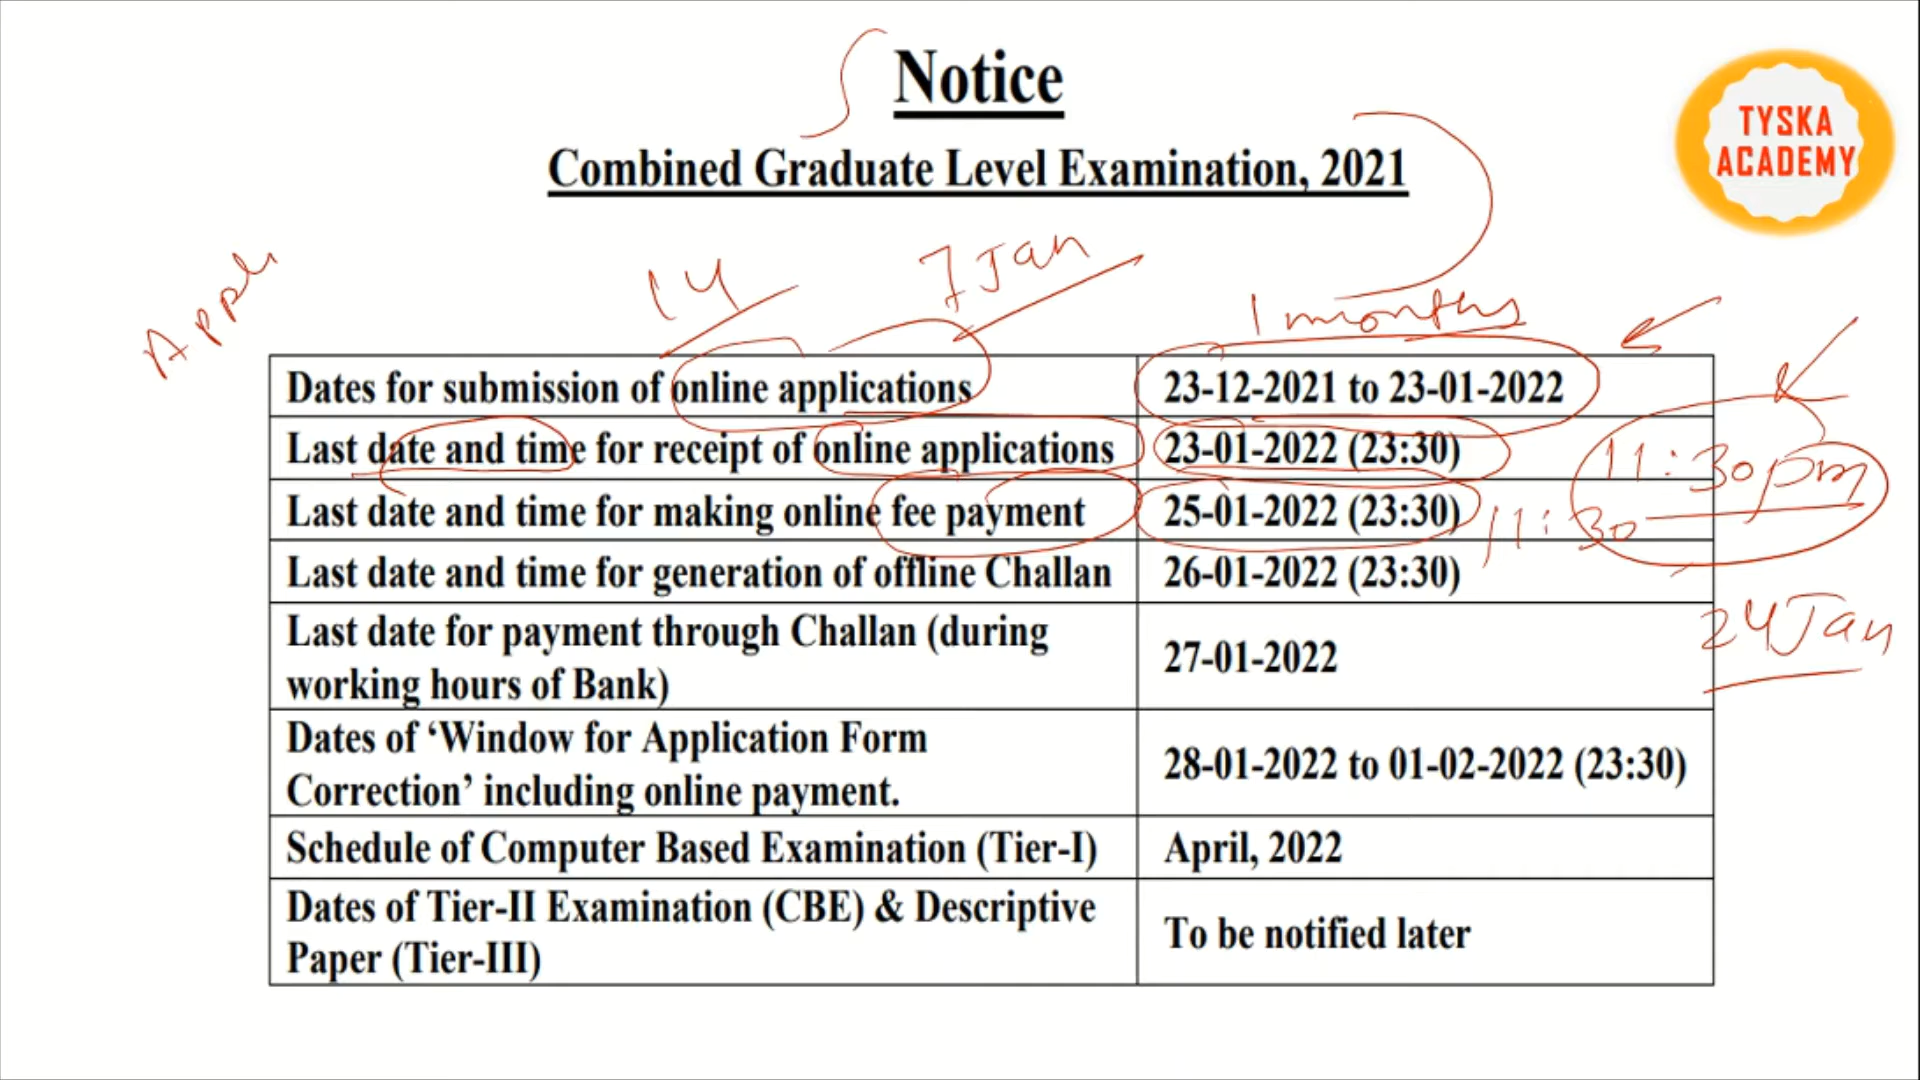 Notice
TYSKA
ACADEMY
Combined Graduate Level Examination, 2021
14
7 Jan
1 months
Dates for submission of online applications 23-12-2021 to 23-01-2022
Last date and time for receipt of online applications 23-01-2022 (23:30)
11:30pm
Last date and time for making online fee payment 25-01-2022 (23:30)
11:30
Last date and time for generation of offline Challan 26-01-2022 (23:30)
24 Jan
Last date for payment through Challan (during
working hours of Bank) 27-01-2022
Dates of ‘Window for Application Form
Correction’ including online payment. 28-01-2022 to 01-02-2022 (23:30)
Schedule of Computer Based Examination (Tier-I) April, 2022
Dates of Tier-II Examination (CBE) & Descriptive
Paper (Tier-III) To be notified later